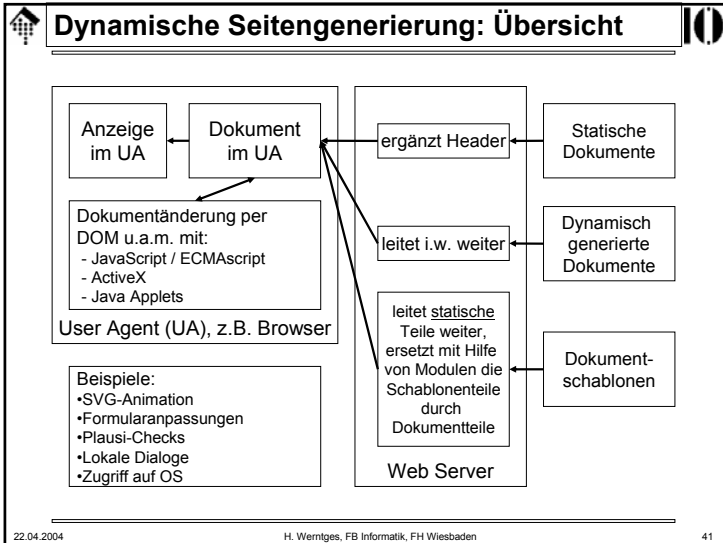 Dynamische Seitengenerierung: Übersicht
Anzeige
im UA
Dokument
im UA
Dokumentänderung per
DOM u.a.m. mit:
- JavaScript / ECMAscript
- ActiveX
- Java Applets
User Agent (UA), z.B. Browser
Beispiele:
•SVG-Animation
•Formularanpassungen
•Plausi-Checks
•Lokale Dialoge
•Zugriff auf OS
ergänzt Header
leitet i.w. weiter
leitet statische
Teile weiter,
ersetzt mit Hilfe
von Modulen die
Schablonenteile
durch
Dokumentteile
Web Server
Statische
Dokumente
Dynamisch
generierte
Dokumente
Dokument-
schablonen
22.04.2004
H. Werntges, FB Informatik, FH Wiesbaden
41